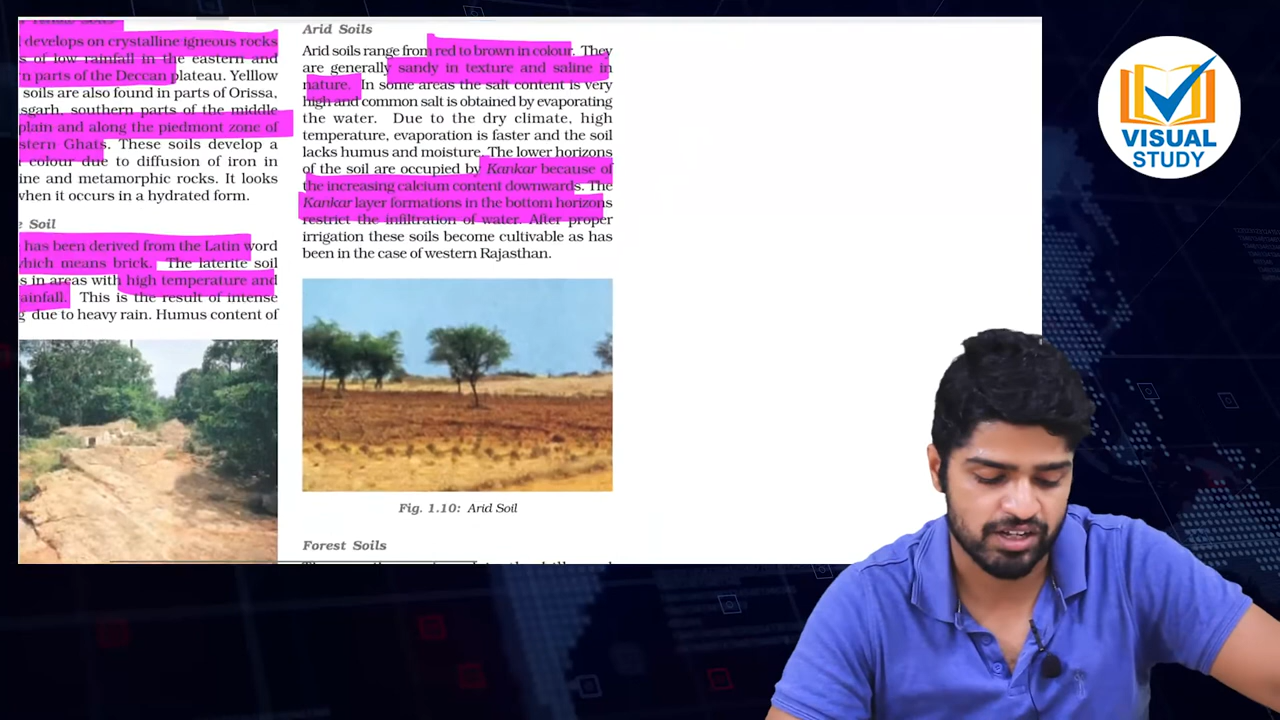 develops on crystalline igneous rocks
of low rainfall in the eastern and
parts of the Deccan plateau. Yelllow
soils are also found in parts of Orissa,
southern parts of the middle
plain and along the piedmont zone of
Ghats. These soils develop a
colour due to diffusion of iron in
and metamorphic rocks. It looks
when it occurs in a hydrated form.
Soil
has been derived from the Latin word
which means brick. The laterite soil
in areas with high temperature and
This is the result of intense
due to heavy rain. Humus content of
Arid Soils
Arid soils range from red to brown in colour. They
are generally sandy in texture and saline in
nature. In some areas the salt content is very
high and common salt is obtained by evaporating
the water. Due to the dry climate, high
temperature, evaporation is faster and the soil
lacks humus and moisture. The lower horizons
of the soil are occupied by Kankar because of
the increasing calcium content downwards. The
Kankar layer formations in the bottom horizons
restrict the infiltration of water. After proper
irrigation these soils become cultivable as has
been in the case of western Rajasthan.
Fig. 1.10: Arid Soil
Forest Soils
VISUAL
STUDY